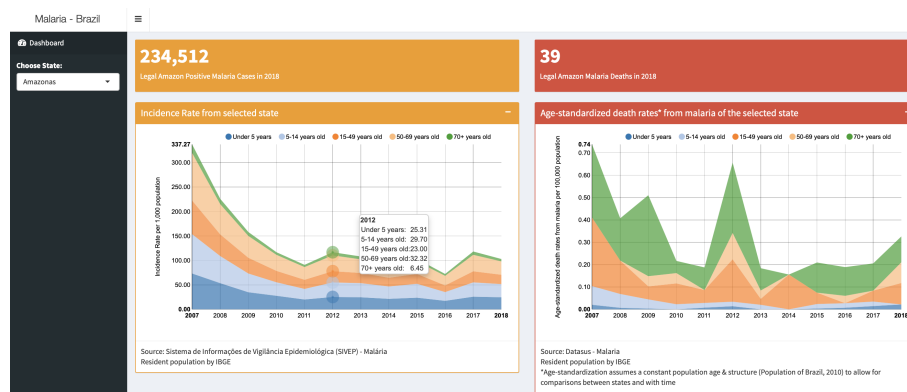 Malaria - Brazil
Dashboard
Choose State:
Amazonas
234,512
Legal Amazon Positive Malaria Cases in 2018
39
Legal Amazon Malaria Deaths in 2018
Incidence Rate from selected state
Under 5 years 5-14 years old 15-49 years old 50-69 years old 70+ years old
Incidence Rate per 1,000 population
337.27
300.00
250.00
200.00
150.00
100.00
50.00
0.00
2007 2008 2009 2010 2011 2012 2013 2014 2015 2016 2017 2018
2012
Under 5 years: 25.31
5-14 years old: 29.70
15-49 years old: 23.00
50-69 years old: 32.32
70+ years old: 6.45
Source: Sistema de Informações de Vigilância Epidemiológica (SIVEP) - Malária
Resident population by IBGE
Age-standardized death rates* from malaria of the selected state
Under 5 years 5-14 years old 15-49 years old 50-69 years old 70+ years old
Age-standardized death rates from malaria per 100,000 population
0.74
0.70
0.60
0.50
0.40
0.30
0.20
0.10
0.00
2007 2008 2009 2010 2011 2012 2013 2014 2015 2016 2017 2018
Source: Datasus - Malaria
Resident population by IBGE
*Age-standardization assumes a constant population age & structure (Population of Brazil, 2010) to allow for
comparisons between states and with time